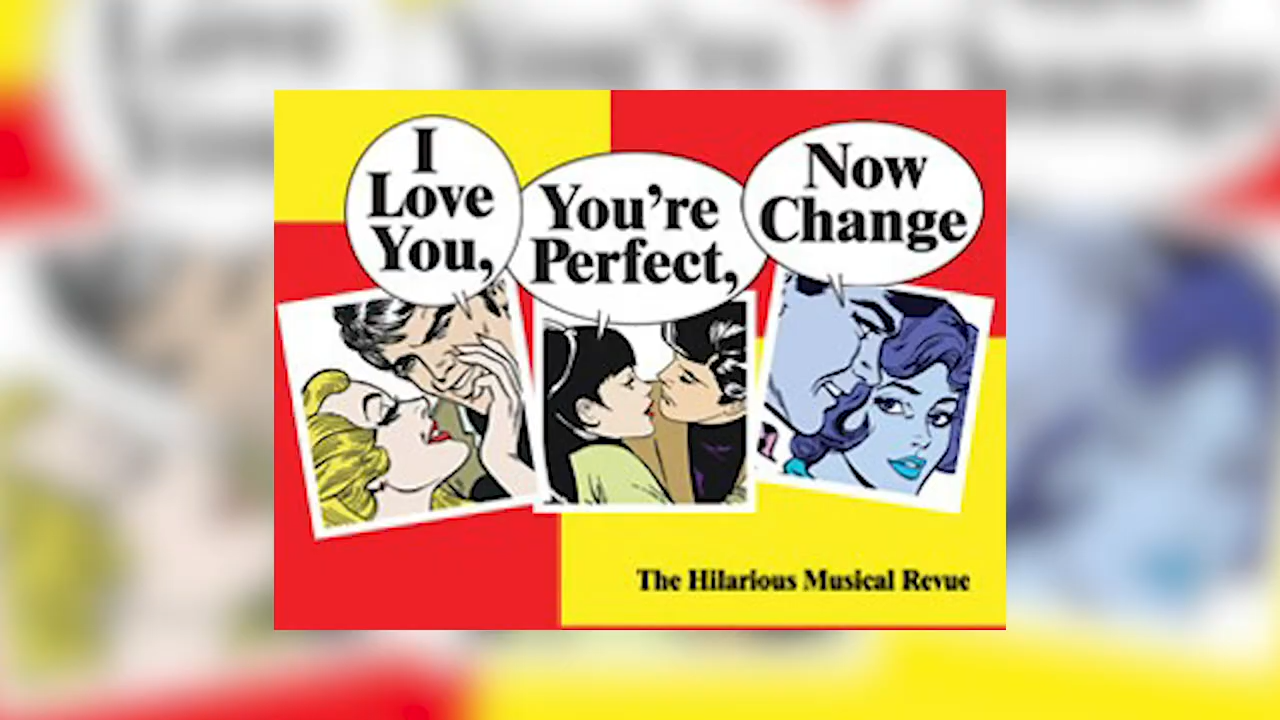 I
Love
You,
You're
Perfect,
Now
Change
The Hilarious Musical Revue